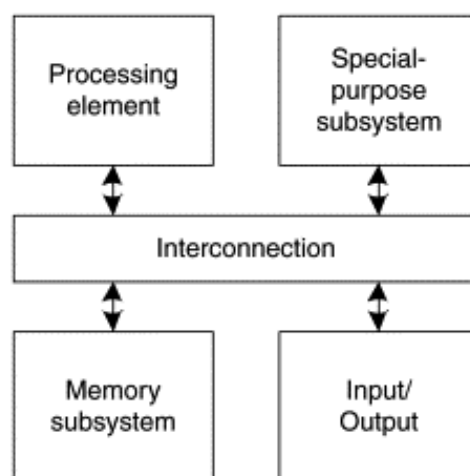 Processing
element
Special-
purpose
subsystem
Interconnection
Memory
subsystem
Input/
Output